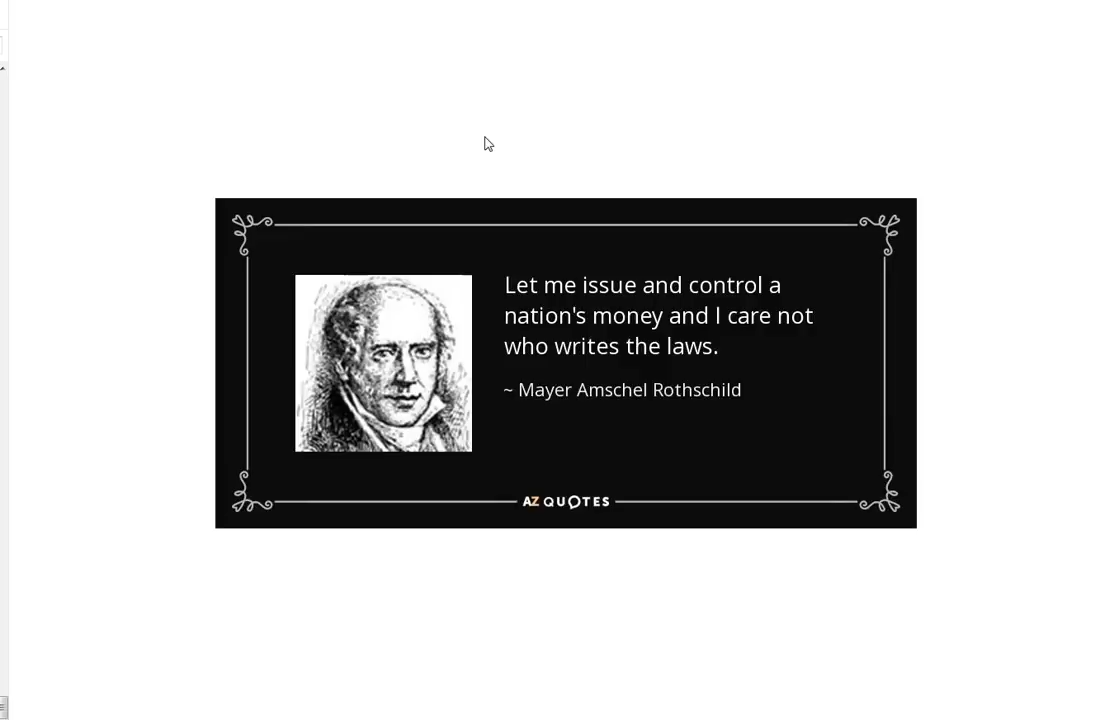 Let me issue and control a
nation's money and I care not
who writes the laws.
~ Mayer Amschel Rothschild
AZ QUOTES